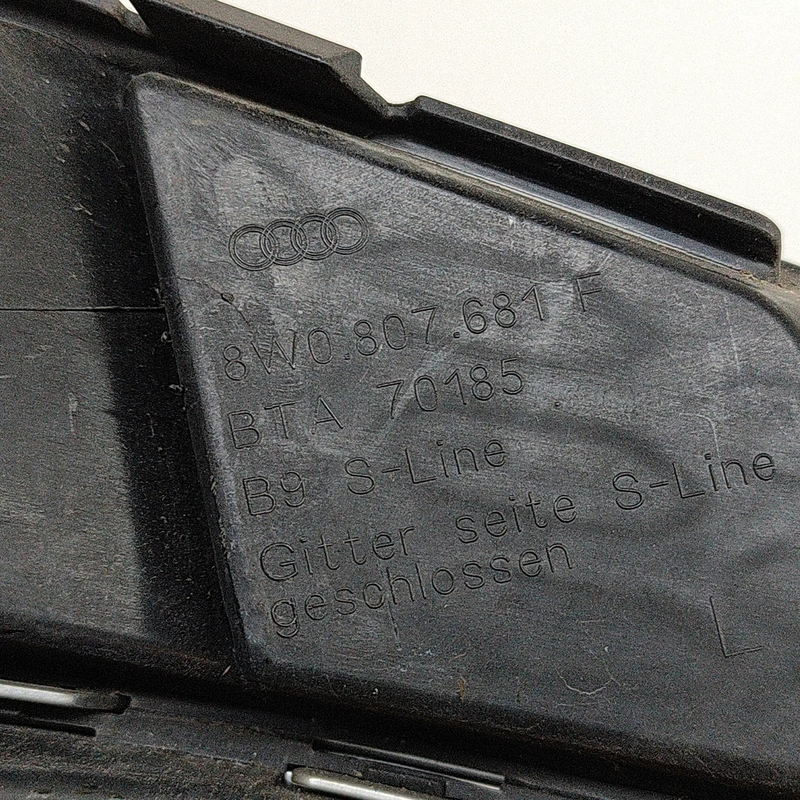 8W0.807.681 F
BTA 70185
B9 S-Line
Gitter seite S-Line
geschlossen
L